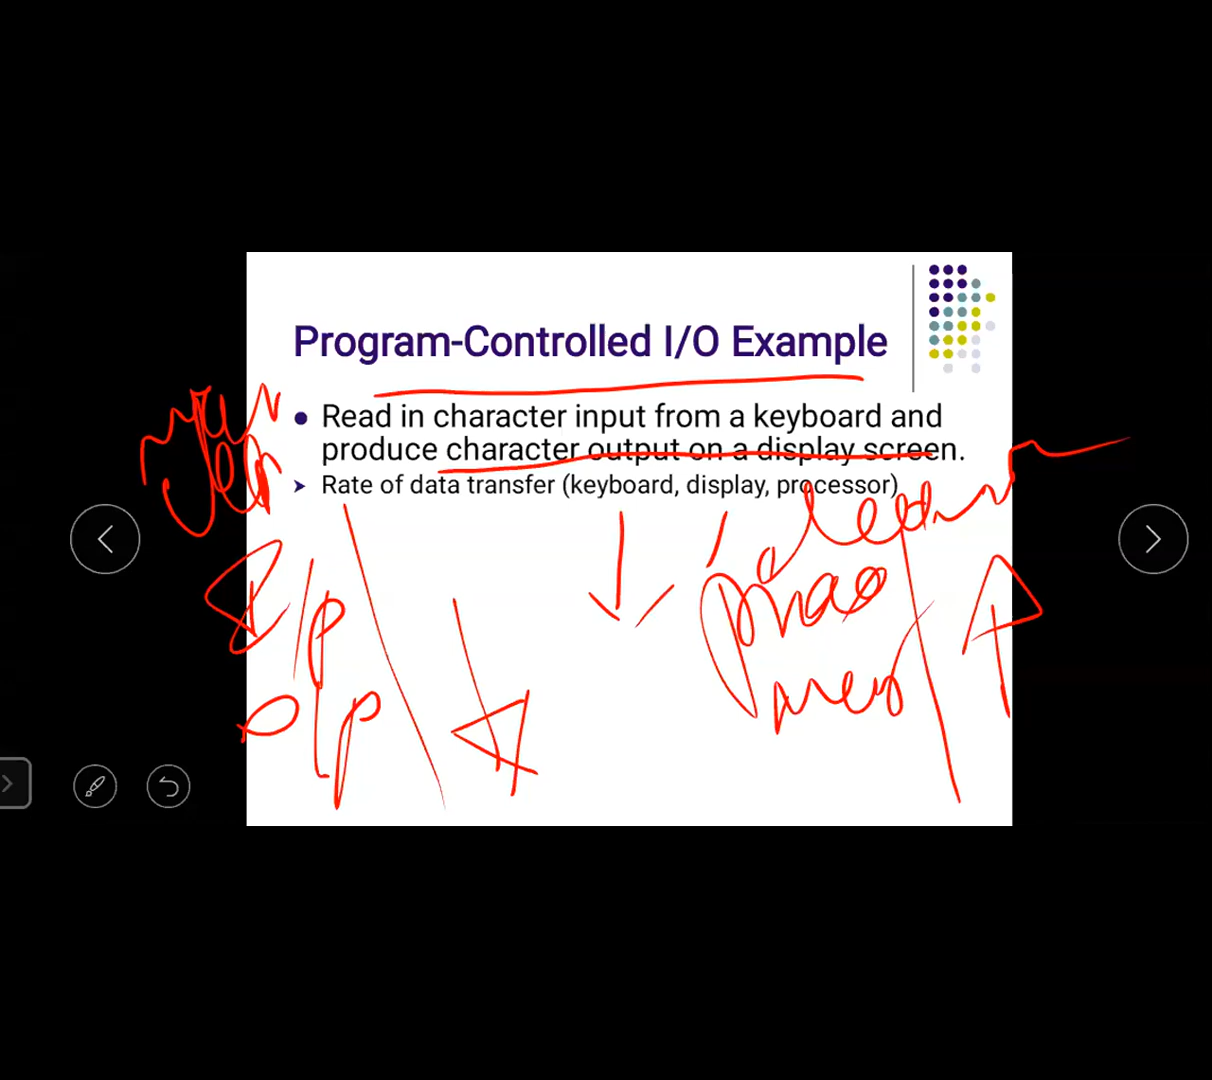 Program-Controlled I/O Example
● Read in character input from a keyboard and
produce character output on a display screen.
➤ Rate of data transfer (keyboard, display, processor)
I/p
o/p